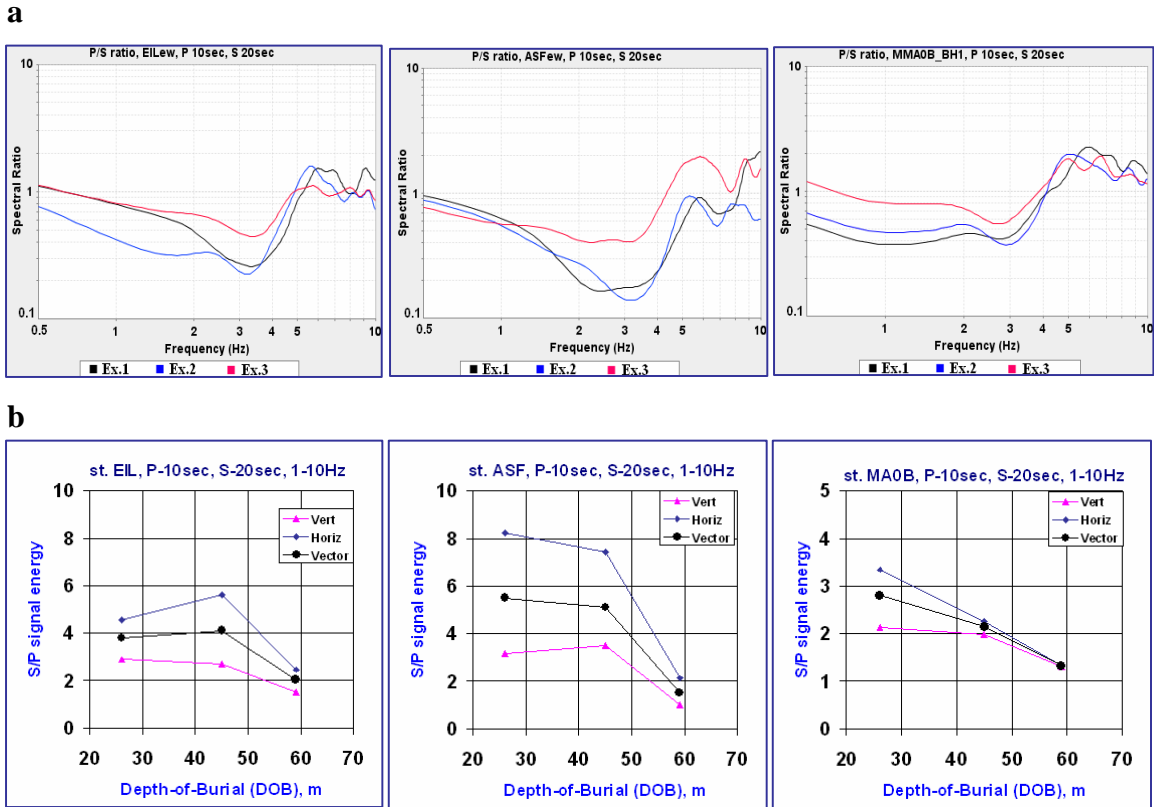 a
P/S ratio, EILew, P 10sec, S 20sec
10
1
0.1
Spectral Ratio
0.5 1 2 3 4 5 10
Frequency (Hz)
Ex.1 Ex.2 Ex.3
P/S ratio, ASFew, P 10sec, S 20sec
10
1
0.1
Spectral Ratio
0.5 1 2 3 4 5 10
Frequency (Hz)
Ex.1 Ex.2 Ex.3
P/S ratio, MMA0B_BH1, P 10sec, S 20sec
10
1
0.1
Spectral Ratio
1 2 3 4 5 10
Frequency (Hz)
Ex.1 Ex.2 Ex.3
b
st. EIL, P-10sec, S-20sec, 1-10Hz
10
8
6
4
2
0
S/P signal energy
Vert
Horiz
Vector
20 30 40 50 60 70
Depth-of-Burial (DOB), m
st. ASF, P-10sec, S-20sec, 1-10Hz
10
8
6
4
2
0
S/P signal energy
Vert
Horiz
Vector
20 30 40 50 60 70
Depth-of-Burial (DOB), m
st. MA0B, P-10sec, S-20sec, 1-10Hz
5
4
3
2
1
0
S/P signal energy
Vert
Horiz
Vector
20 30 40 50 60 70
Depth-of-Burial (DOB), m